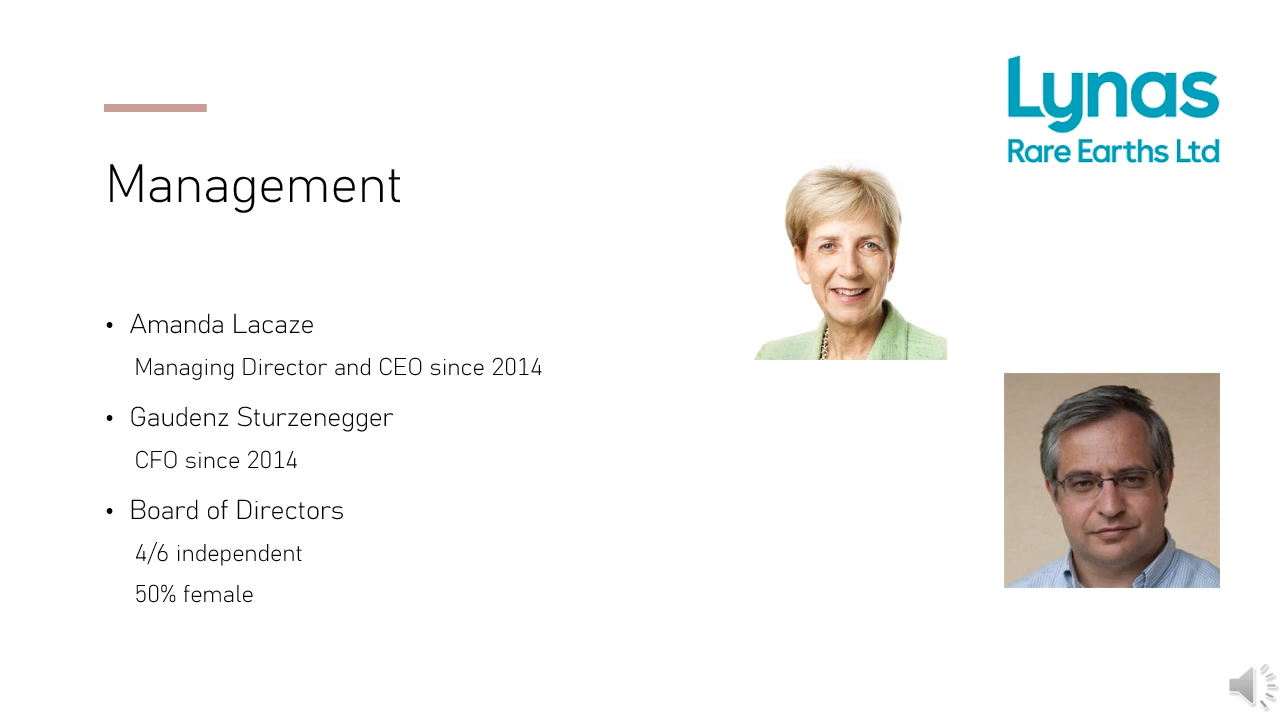 Lynas
Rare Earths Ltd
Management
• Amanda Lacaze
Managing Director and CEO since 2014
• Gaudenz Sturzenegger
CFO since 2014
• Board of Directors
4/6 independent
50% female